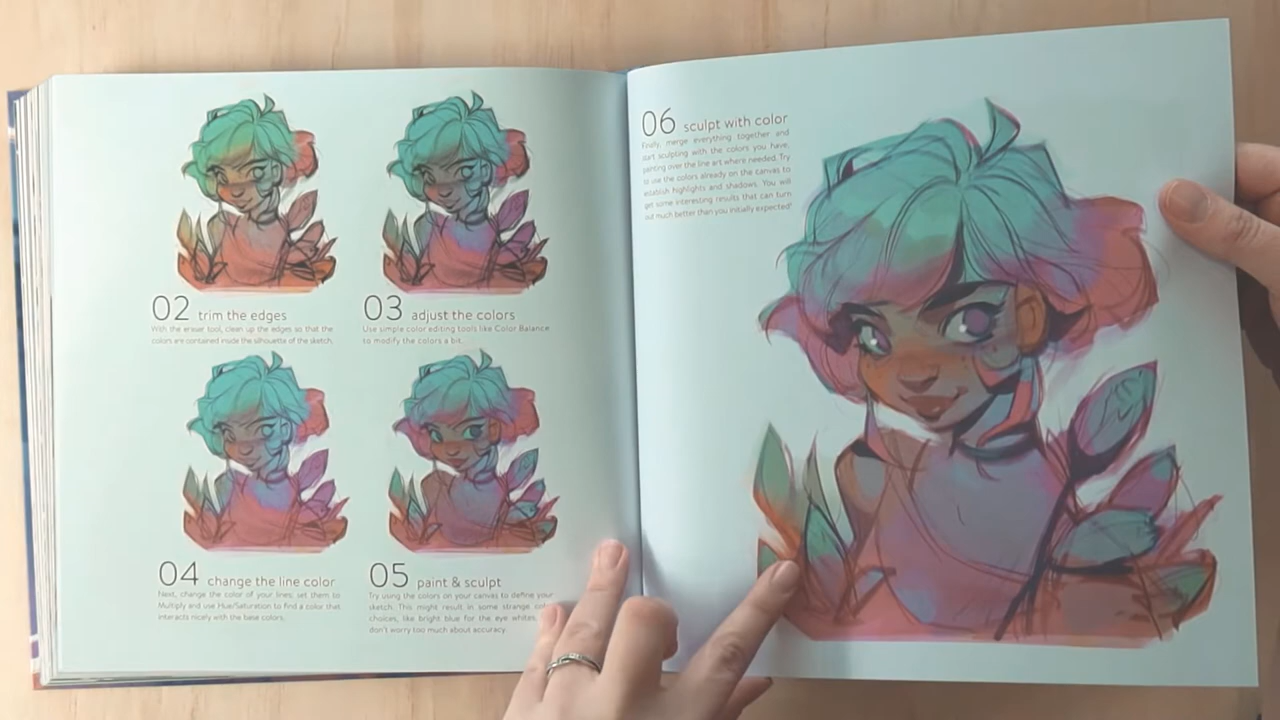 02 trim the edges
With the eraser tool, clean up the edges so that the
colors are contained inside the silhouette of the sketch.
03 adjust the colors
Use simple color editing tools like Color Balance
to modify the colors a bit.
04 change the line color
Next, change the color of your lines: set them to
Multiply and use Hue/Saturation to find a color that
interacts nicely with the base colors.
05 paint & sculpt
Try using the colors on your canvas to define your
sketch. This might result in some strange color
choices, like bright blue for the eye whites,
don't worry too much about accuracy.
06 sculpt with color
Finally, merge everything together and
start sculpting with the colors you have,
painting over the line art where needed. Try
to use the colors already on the canvas to
establish highlights and shadows. You will
get some interesting results that can turn
out much better than you initially expected!